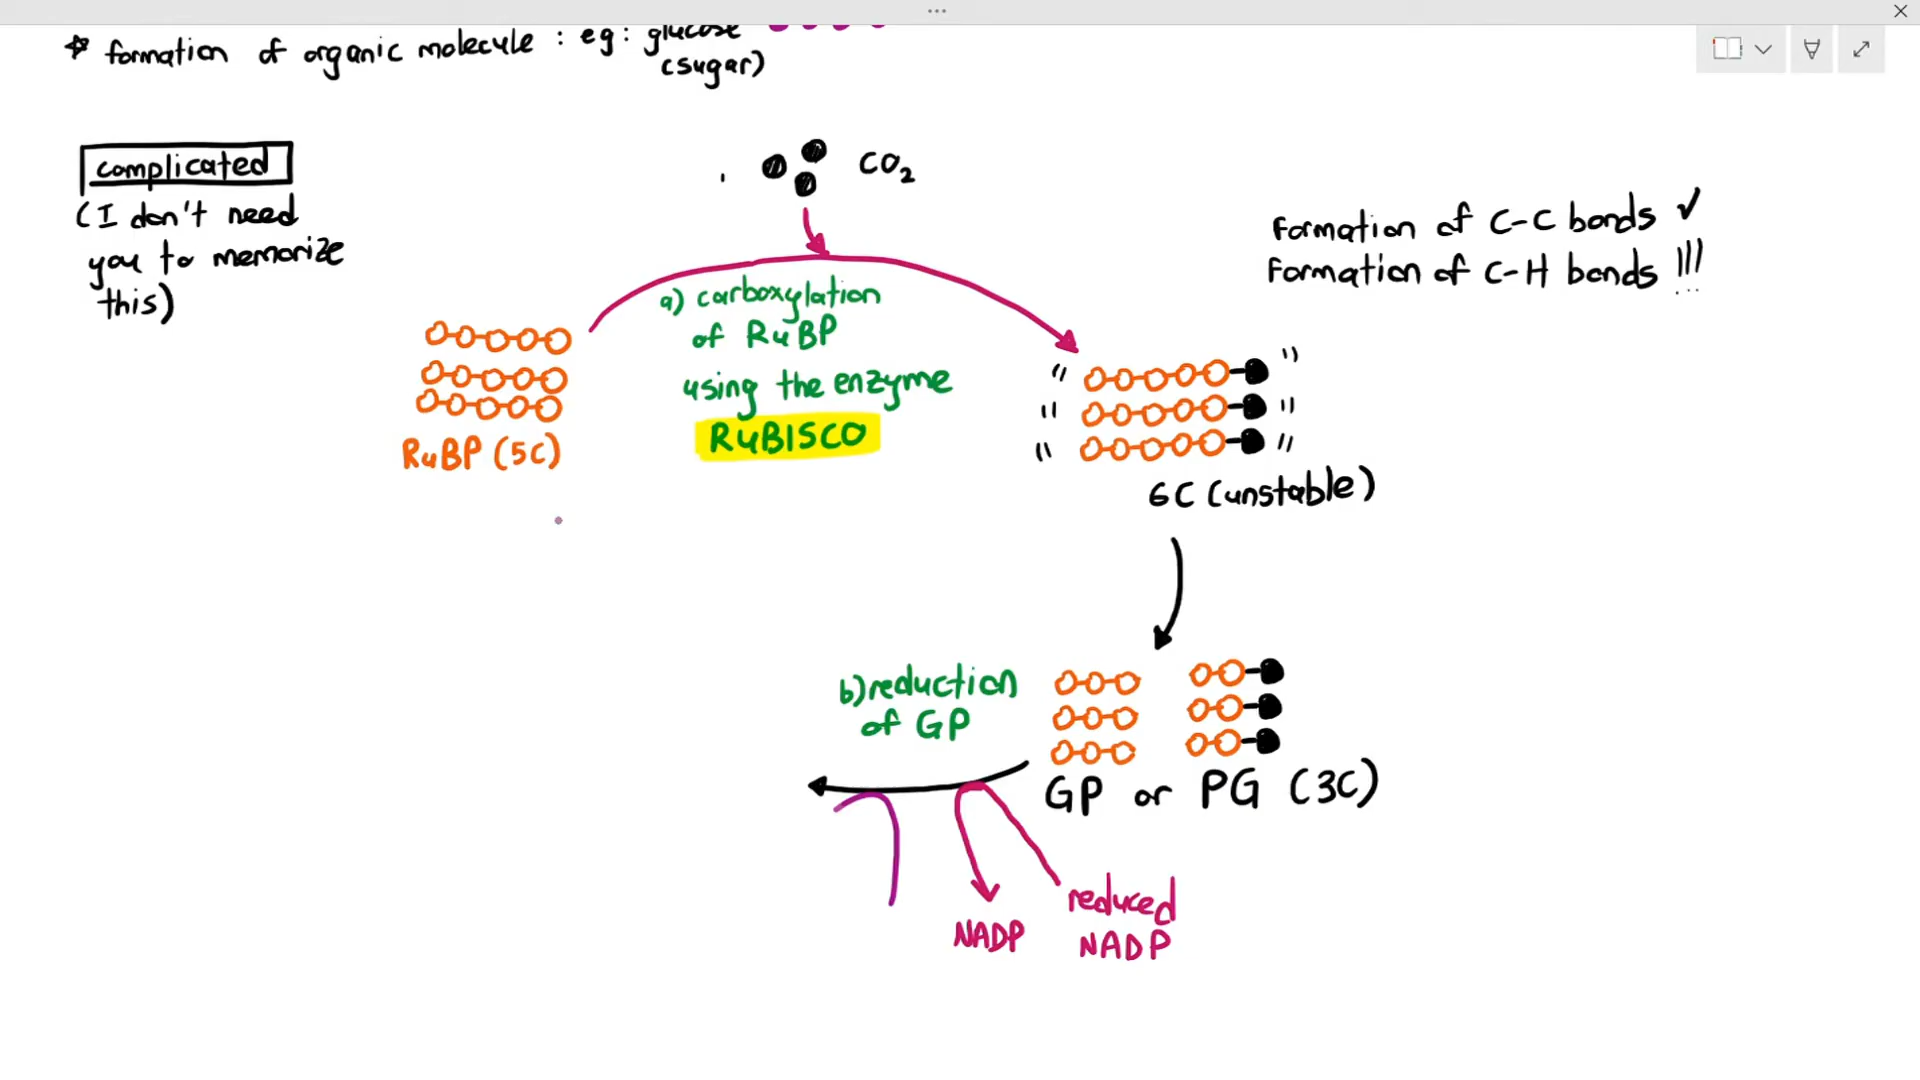 * formation of organic molecule : eg : glucose
(sugar)
complicated
(I don't need
you to memorize
this)
CO2
Formation of C-C bonds ✓
Formation of C-H bonds !!!
a) carboxylation
of RuBP
using the enzyme
RuBISCO
RuBP (5C)
6C (unstable)
b) reduction
of GP
GP or PG (3C)
NADP
reduced
NADP